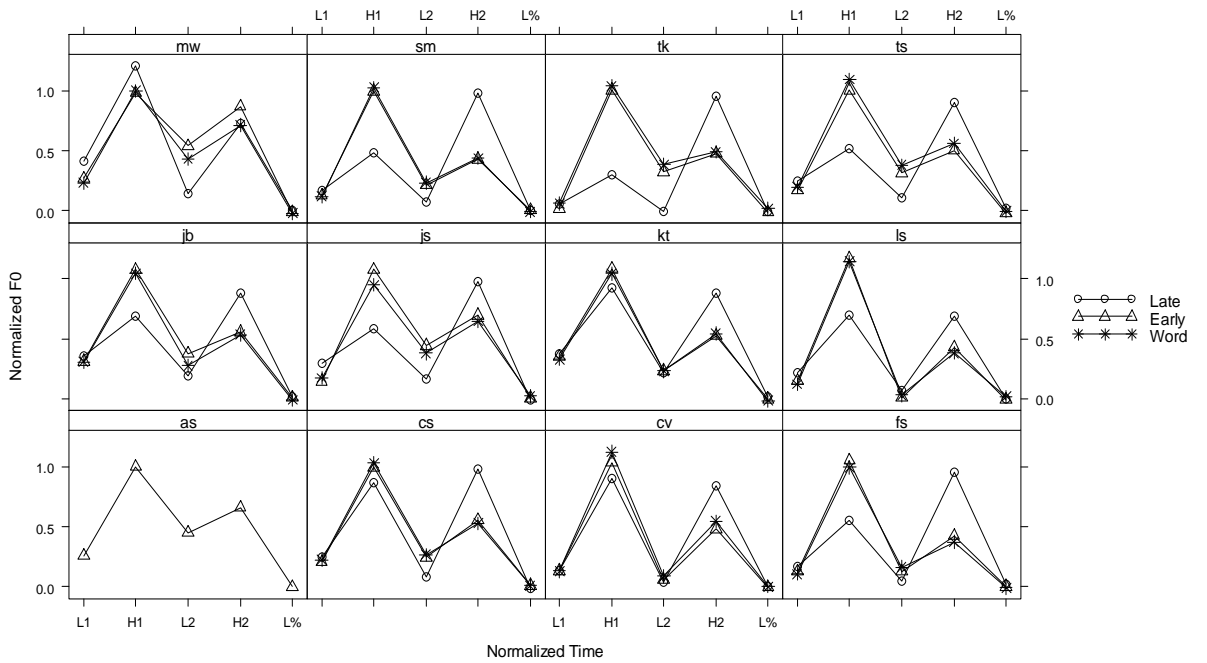 L1 H1 L2 H2 L%
mw sm tk ts
1.0
0.5
0.0
jb js kt ls
1.0
0.5
0.0
as cs cv fs
1.0
0.5
0.0
L1 H1 L2 H2 L%
L1 H1 L2 H2 L%
L1 H1 L2 H2 L%
Normalized F0
Normalized Time
Late
Early
Word